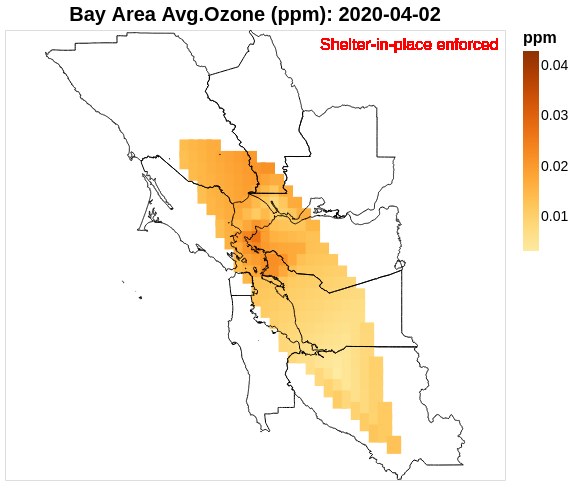 Bay Area Avg.Ozone (ppm): 2020-04-02
Shelter-in-place enforced
ppm
0.04
0.03
0.02
0.01